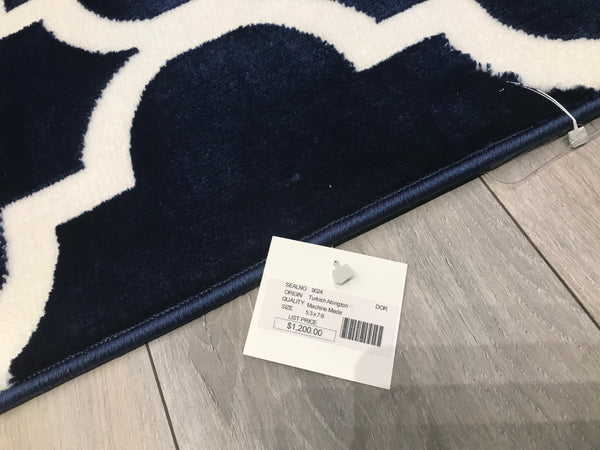 SEALNO 9024
ORIGIN Turkish Abington DOR
QUALITY Machine Made
SIZE 5.3 x 7.6
LIST PRICE
$1,200.00